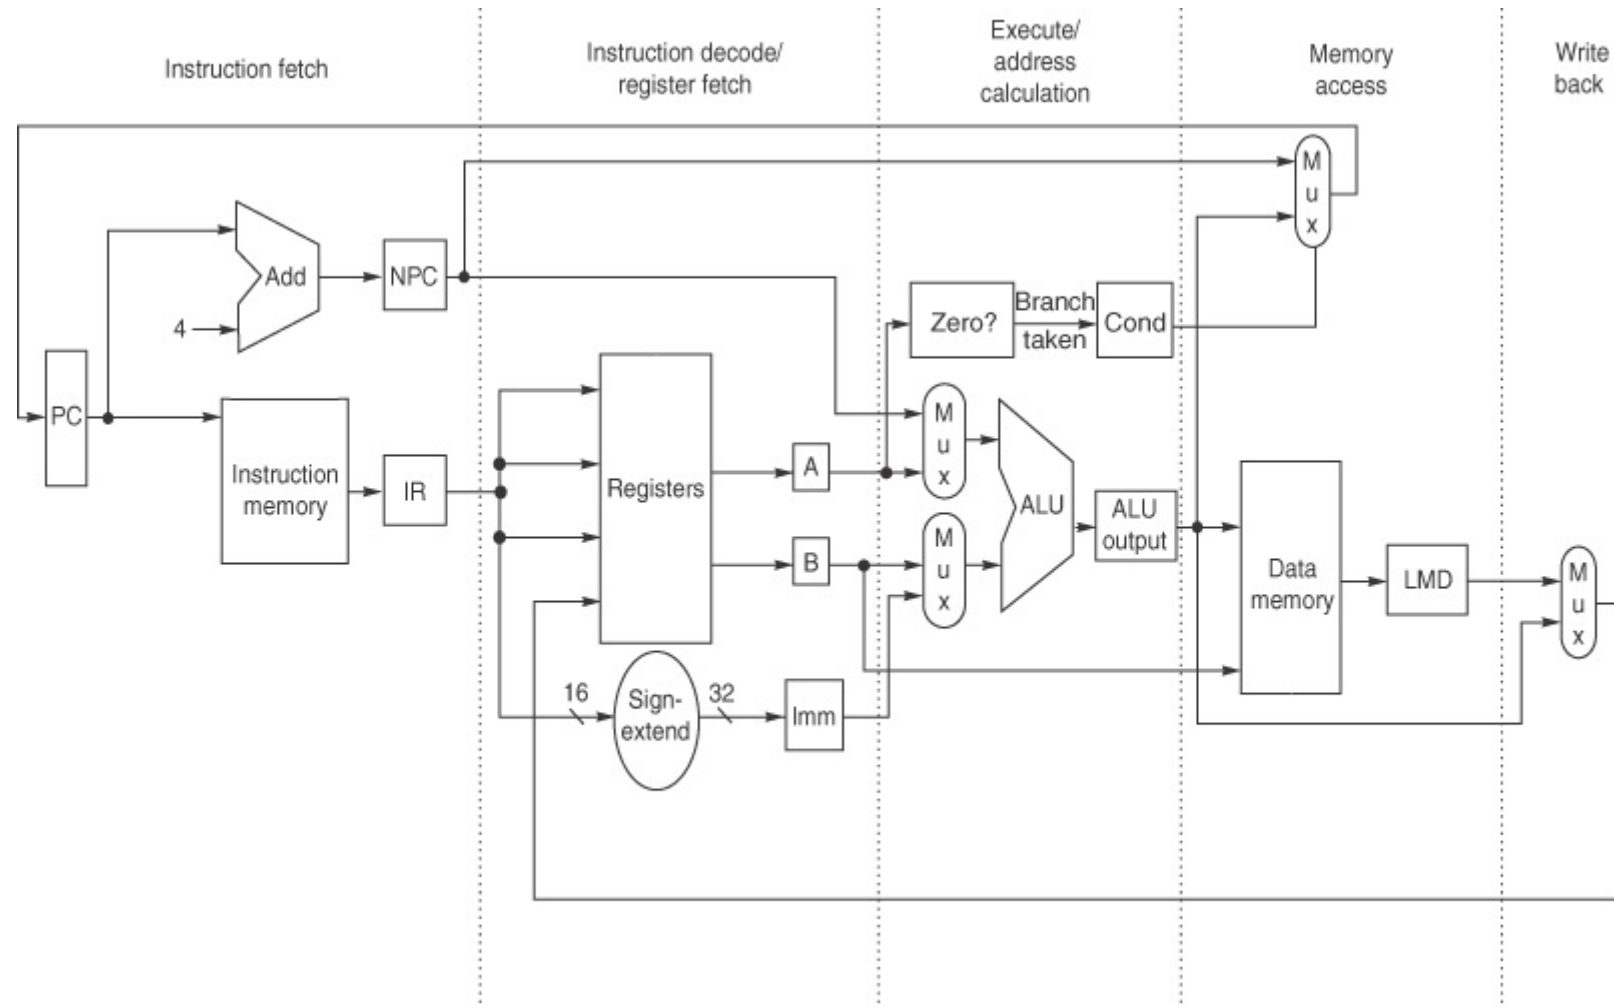 Instruction fetch
Instruction decode/
register fetch
Execute/
address
calculation
Memory
access
Write
back
M
u
x
Add
NPC
4
PC
Zero?
Branch
taken
Cond
Instruction
memory
IR
Registers
A
B
M
u
x
M
u
x
ALU
ALU
output
Data
memory
LMD
M
u
x
16
Sign-
extend
32
Imm